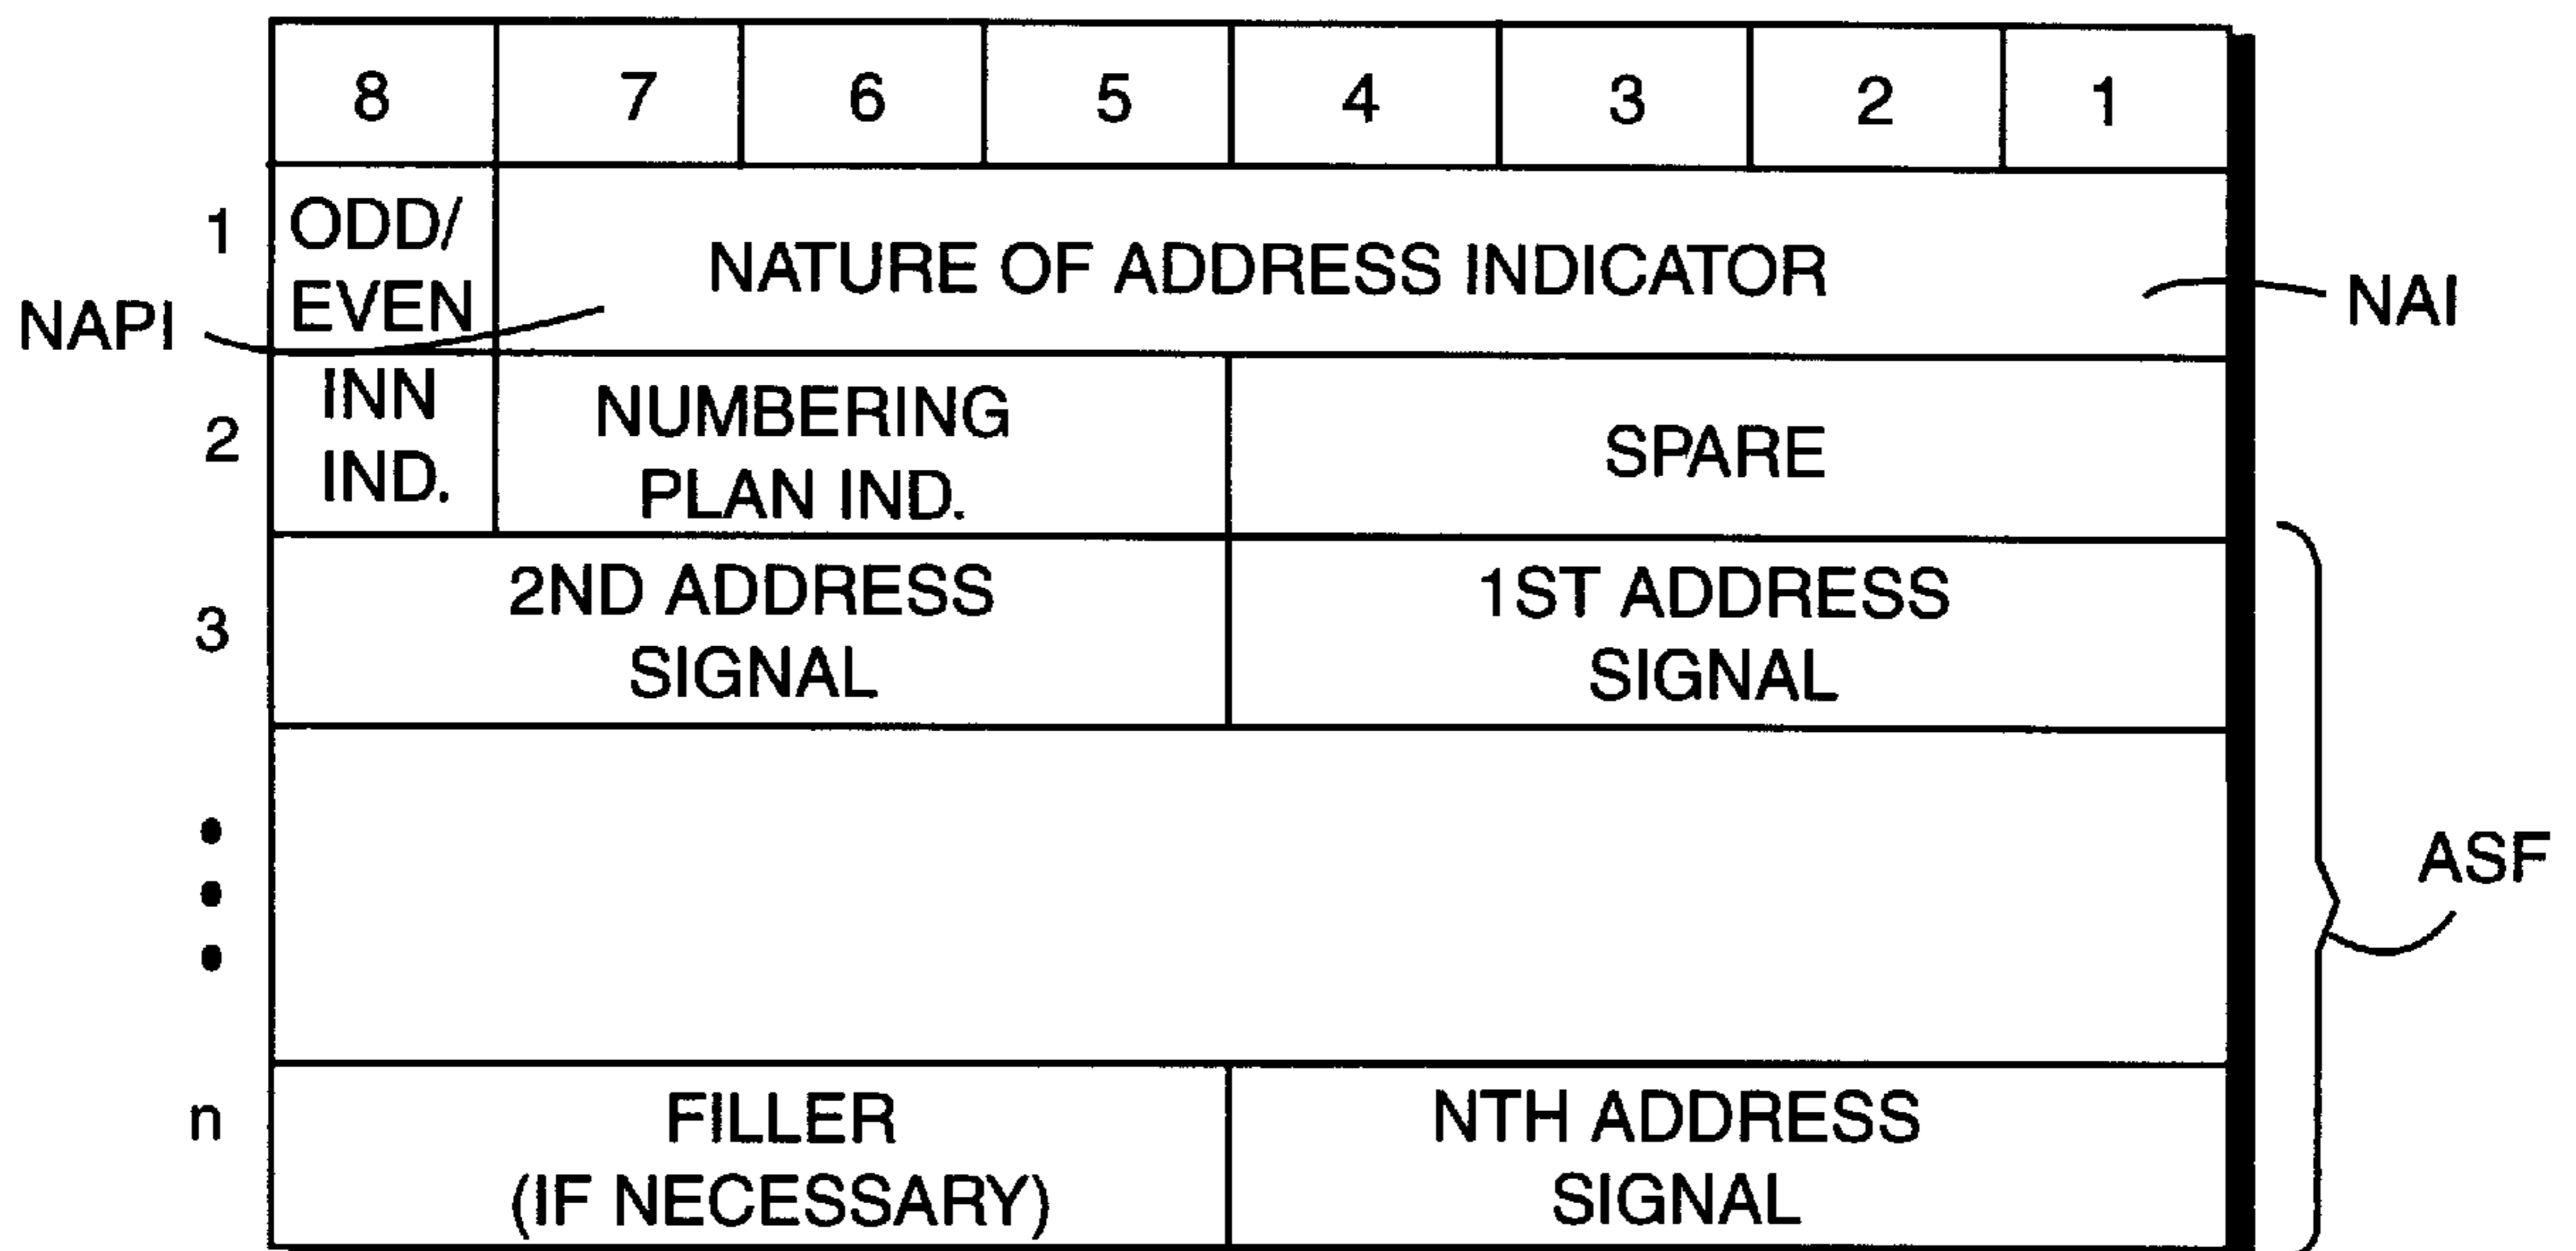 8 7 6 5 4 3 2 1
1 ODD/
EVEN
NATURE OF ADDRESS INDICATOR
NAPI
NAI
2 INN
IND.
NUMBERING
PLAN IND.
SPARE
3 2ND ADDRESS
SIGNAL
1ST ADDRESS
SIGNAL
ASF
n FILLER
(IF NECESSARY)
NTH ADDRESS
SIGNAL